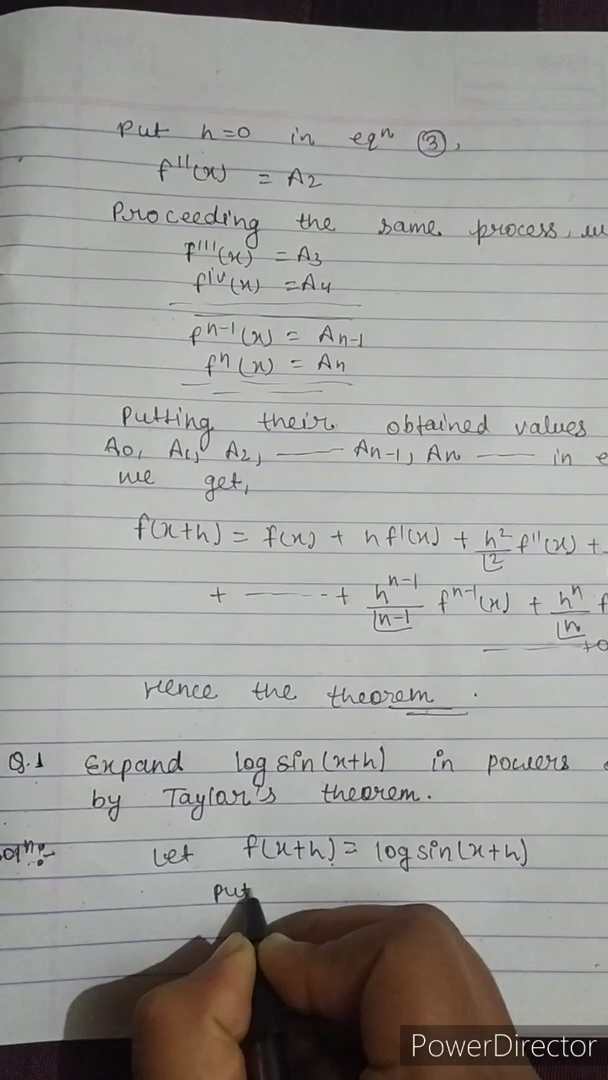 Put h=0 in eqⁿ ③,
f''(x) = A₂
Proceeding the same process,
f'''(x) = A₃
fⁱᵛ(x) = A₄
fⁿ⁻¹(x) = Aₙ₋₁
fⁿ(x) = Aₙ
Putting their obtained values
A₀, A₁, A₂, —— Aₙ₋₁, Aₙ —— in
we get,
f(x+h) = f(x) + hf'(x) + h²/|2 f''(x) +
+ ------ + hⁿ⁻¹/|n-1 fⁿ⁻¹(x) + hⁿ/|n f
Hence the theorem.
Q.1 Expand log sin(x+h) in powers
by Taylar's theorem.
Let f(x+h) = log sin(x+h)
put
PowerDirector